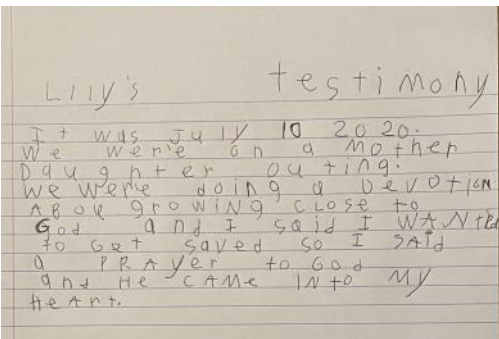 Lily's testimony
It was July 10 2020.
We were on a mother
Daughter outing.
We were doing a Devotion
ABou growing close to
God and I said I WANted
to Get saved so I SAiD
a PRAyer to God
and He CAMe INto My
HeArt.